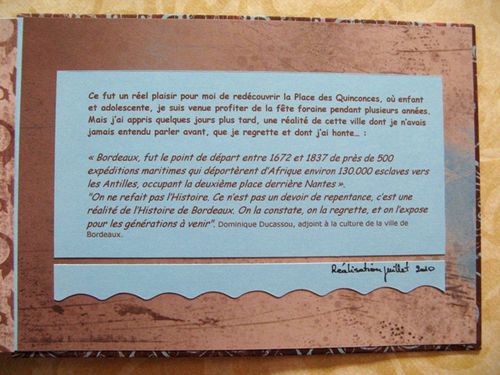 Ce fut un réel plaisir pour moi de redécouvrir la Place des Quinconces, où enfant
et adolescente, je suis venue profiter de la fête foraine pendant plusieurs années.
Mais j'ai appris quelques jours plus tard, une réalité de cette ville dont je n'avais
jamais entendu parler avant, que je regrette et dont j'ai honte... :
« Bordeaux, fut le point de départ entre 1672 et 1837 de près de 500
expéditions maritimes qui déportèrent d'Afrique environ 130.000 esclaves vers
les Antilles, occupant la deuxième place derrière Nantes ».
"On ne refait pas l'Histoire. Ce n'est pas un devoir de repentance, c'est une
réalité de l'Histoire de Bordeaux. On la constate, on la regrette, et on l'expose
pour les générations à venir", Dominique Ducassou, adjoint à la culture de la ville de
Bordeaux.
Réalisation juillet 2010